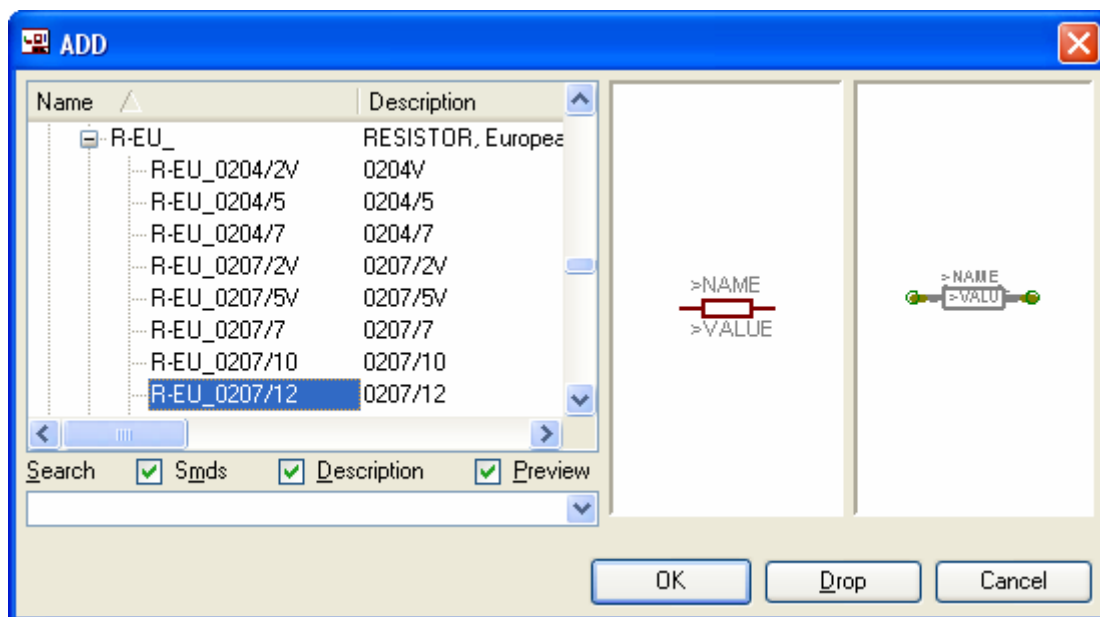 ADD
Name Description
R-EU_ RESISTOR, Europea
R-EU_0204/2V 0204V
R-EU_0204/5 0204/5
R-EU_0204/7 0204/7
R-EU_0207/2V 0207/2V
R-EU_0207/5V 0207/5V
R-EU_0207/7 0207/7
R-EU_0207/10 0207/10
R-EU_0207/12 0207/12
Search Smds Description Preview
>NAME
>VALUE
>NAME
>VALU
OK Drop Cancel